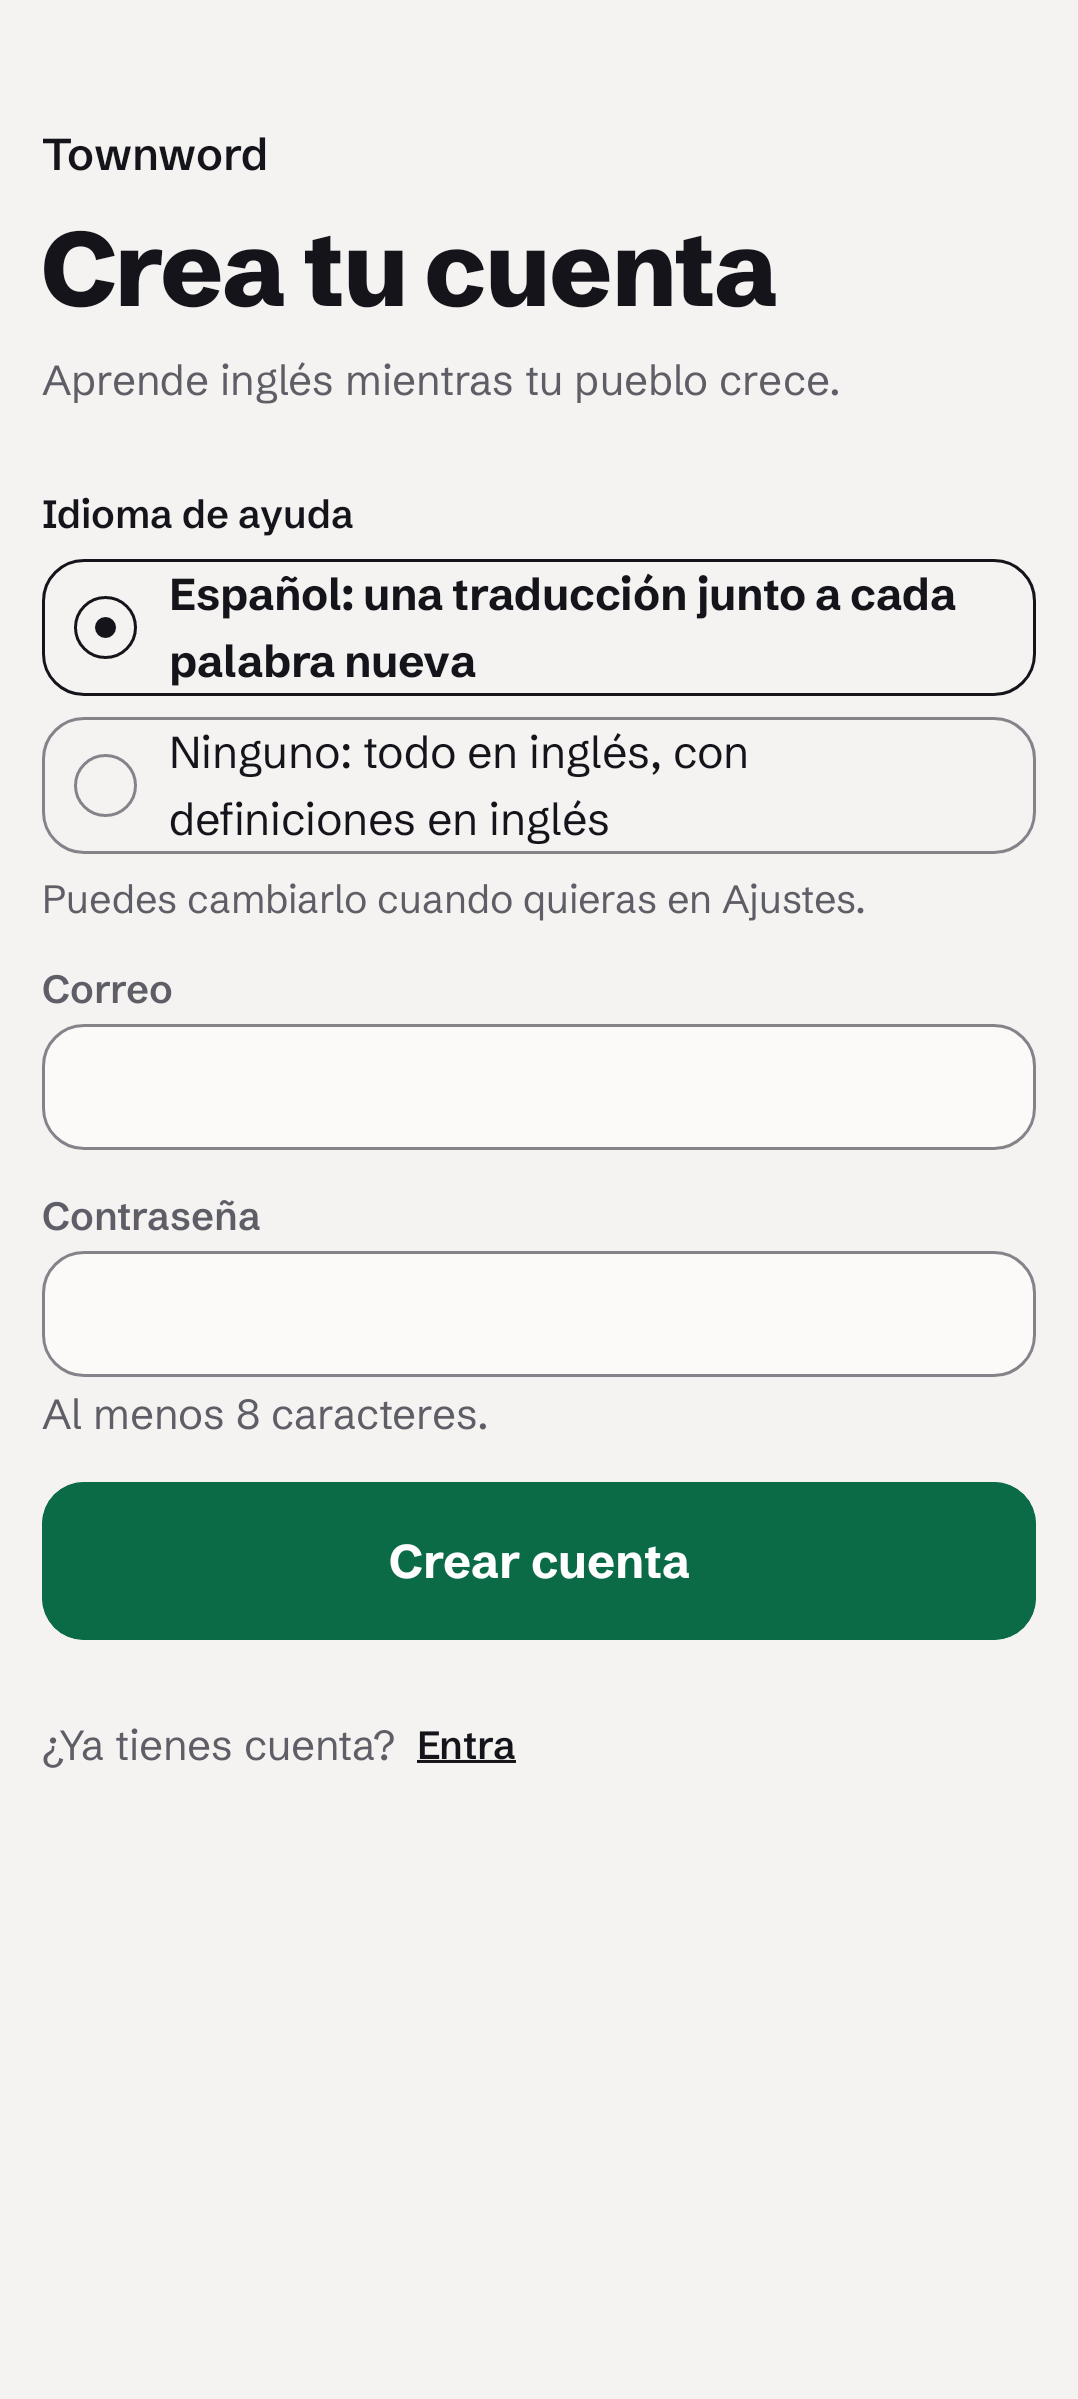 Townword
Crea tu cuenta
Aprende inglés mientras tu pueblo crece.
Idioma de ayuda
Español: una traducción junto a cada
palabra nueva
Ninguno: todo en inglés, con
definiciones en inglés
Puedes cambiarlo cuando quieras en Ajustes.
Correo
Contraseña
Al menos 8 caracteres.
Crear cuenta
¿Ya tienes cuenta? Entra